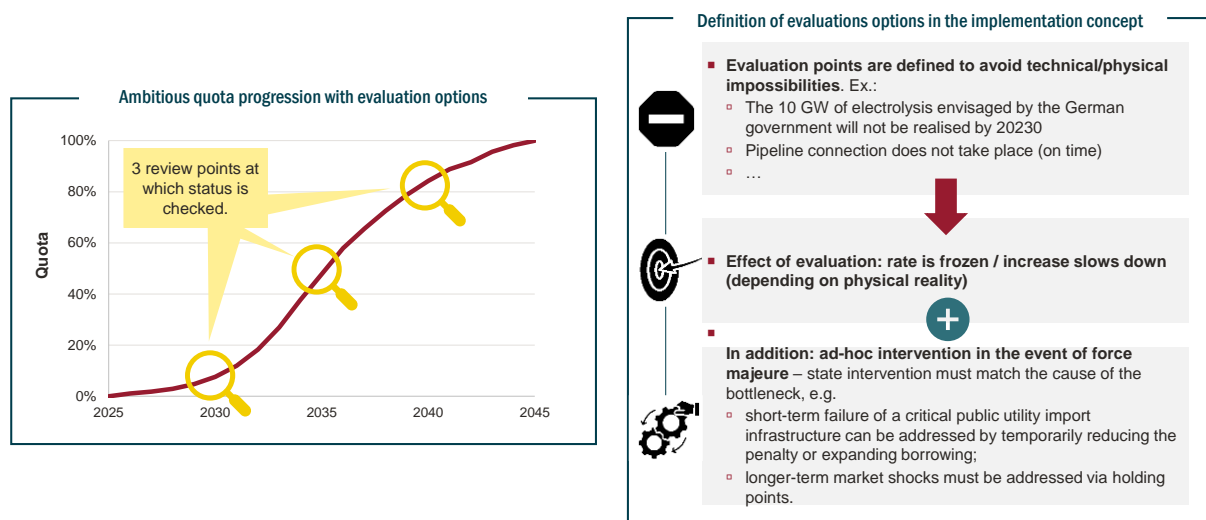 Ambitious quota progression with evaluation options
3 review points at
which status is
checked.
Quota
100%
80%
60%
40%
20%
0%
2025
2030
2035
2040
2045
Definition of evaluations options in the implementation concept
Evaluation points are defined to avoid technical/physical
impossibilities. Ex.:
The 10 GW of electrolysis envisaged by the German
government will not be realised by 20230
Pipeline connection does not take place (on time)
…
Effect of evaluation: rate is frozen / increase slows down
(depending on physical reality)
In addition: ad-hoc intervention in the event of force
majeure – state intervention must match the cause of the
bottleneck, e.g.
short-term failure of a critical public utility import
infrastructure can be addressed by temporarily reducing the
penalty or expanding borrowing;
longer-term market shocks must be addressed via holding
points.